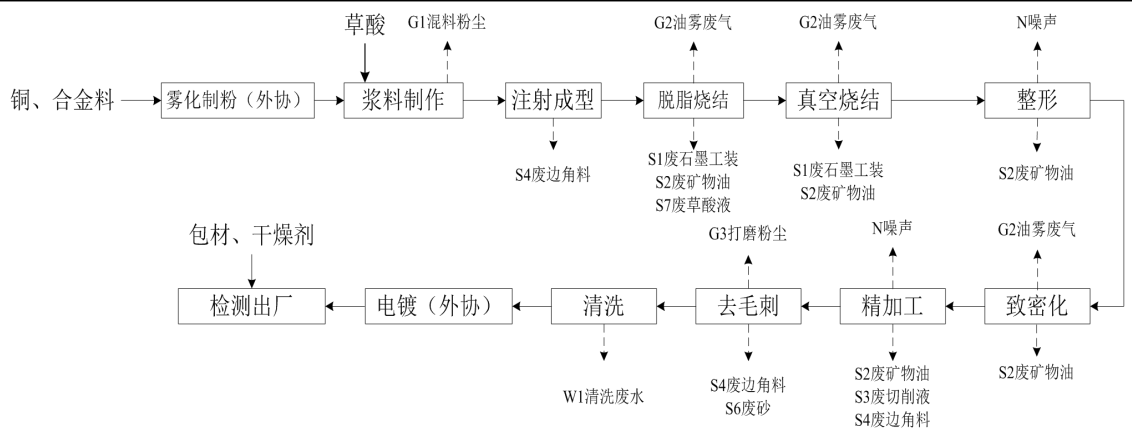 草酸
G1混料粉尘
G2油雾废气
G2油雾废气
N噪声
铜、合金料
雾化制粉（外协）
浆料制作
注射成型
脱脂烧结
真空烧结
整形
S4废边角料
S1废石墨工装
S2废矿物油
S7废草酸液
S1废石墨工装
S2废矿物油
S2废矿物油
包材、干燥剂
G3打磨粉尘
N噪声
G2油雾废气
检测出厂
电镀（外协）
清洗
去毛刺
精加工
致密化
W1清洗废水
S4废边角料
S6废砂
S2废矿物油
S3废切削液
S4废边角料
S2废矿物油